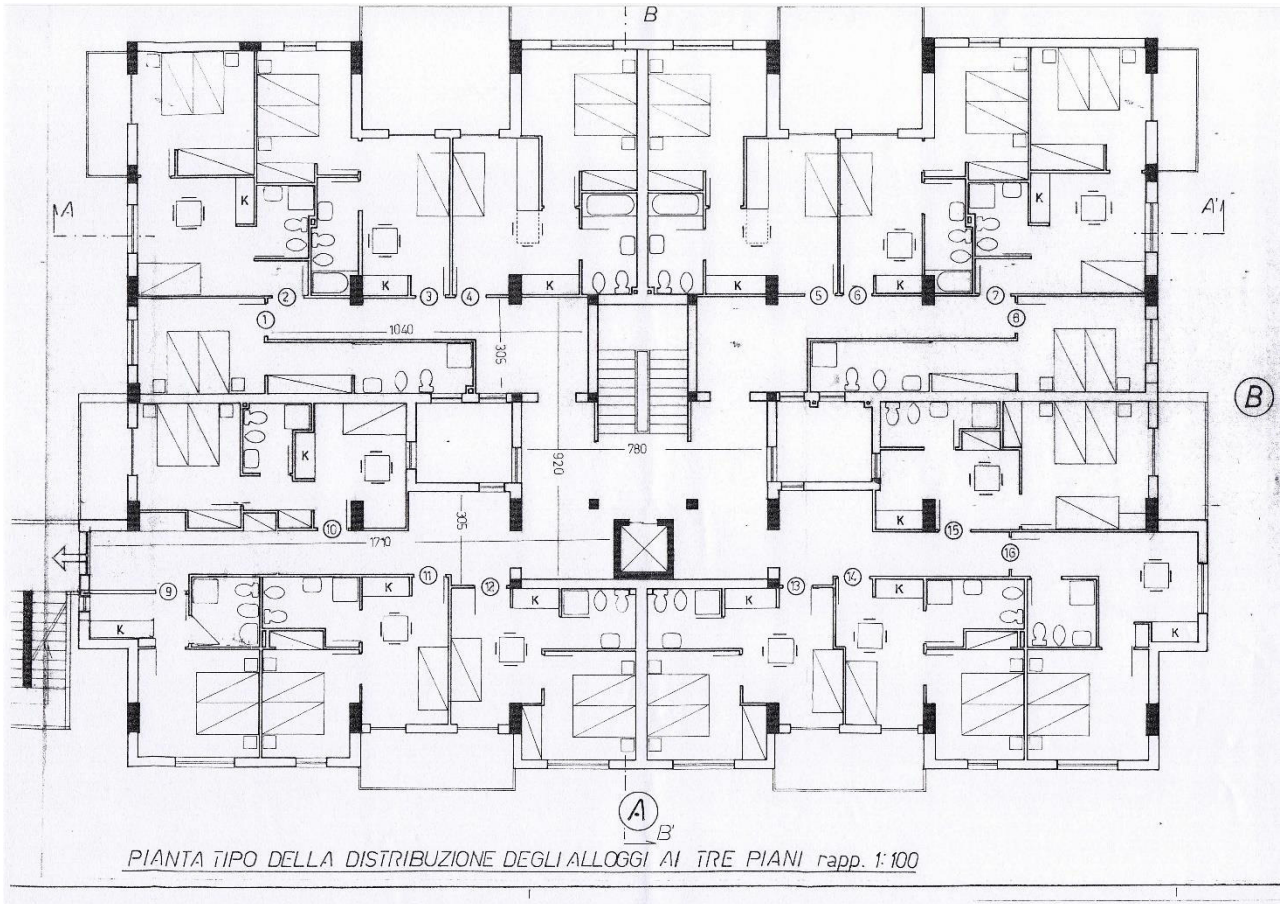 B
A
A'
K
K
2
K
3
4
K
K
5
6
K
7
1
1040
305
8
B
K
920
780
K
305
10
1710
K
15
16
11
12
13
14
9
K
K
K
K
K
K
A
B'
PIANTA TIPO DELLA DISTRIBUZIONE DEGLI ALLOGGI AI TRE PIANI rapp. 1:100